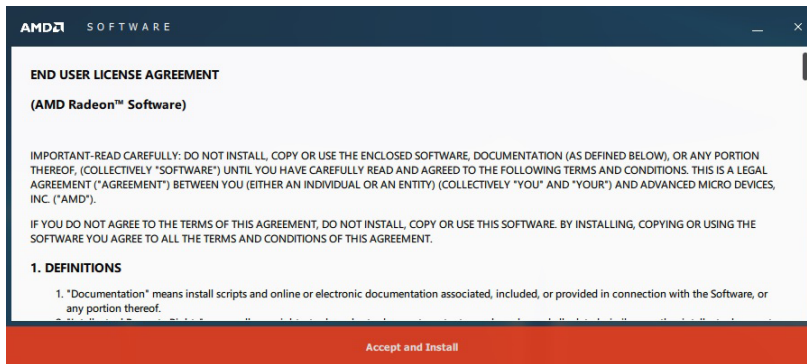 AMD SOFTWARE
END USER LICENSE AGREEMENT
(AMD Radeon™ Software)
IMPORTANT-READ CAREFULLY: DO NOT INSTALL, COPY OR USE THE ENCLOSED SOFTWARE, DOCUMENTATION (AS DEFINED BELOW), OR ANY PORTION
THEREOF, (COLLECTIVELY "SOFTWARE") UNTIL YOU HAVE CAREFULLY READ AND AGREED TO THE FOLLOWING TERMS AND CONDITIONS. THIS IS A LEGAL
AGREEMENT ("AGREEMENT") BETWEEN YOU (EITHER AN INDIVIDUAL OR AN ENTITY) (COLLECTIVELY "YOU" AND "YOUR") AND ADVANCED MICRO DEVICES,
INC. ("AMD").
IF YOU DO NOT AGREE TO THE TERMS OF THIS AGREEMENT, DO NOT INSTALL, COPY OR USE THIS SOFTWARE. BY INSTALLING, COPYING OR USING THE
SOFTWARE YOU AGREE TO ALL THE TERMS AND CONDITIONS OF THIS AGREEMENT.
1. DEFINITIONS
1. "Documentation" means install scripts and online or electronic documentation associated, included, or provided in connection with the Software, or
any portion thereof.
Accept and Install